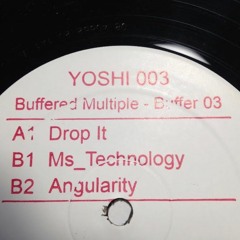 YOSHI 003
Buffered Multiple - Buffer 03
A1 Drop It
B1 Ms_Technology
B2 Angularity